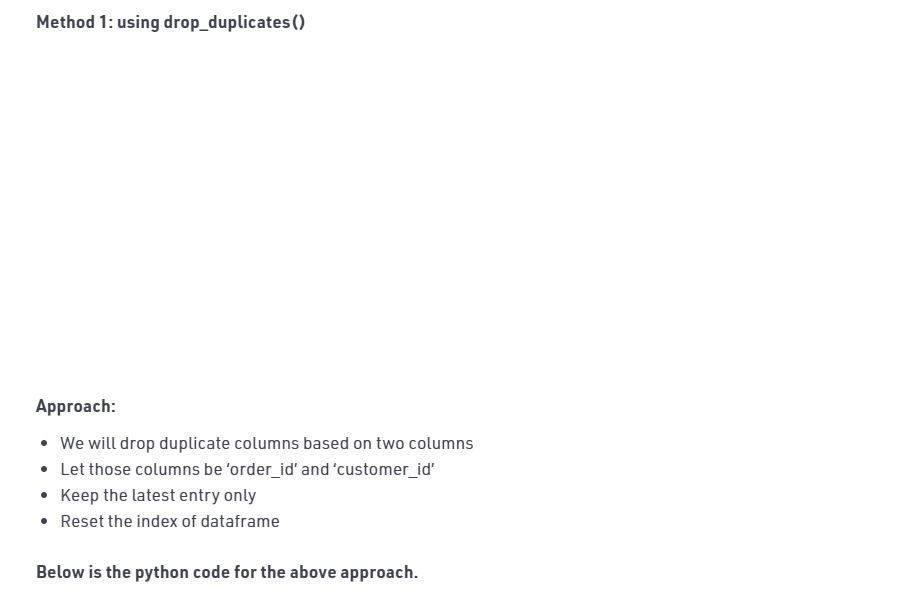 Method 1: using drop_duplicates()
Approach:
We will drop duplicate columns based on two columns
Let those columns be ‘order_id’ and ‘customer_id’
Keep the latest entry only
Reset the index of dataframe
Below is the python code for the above approach.